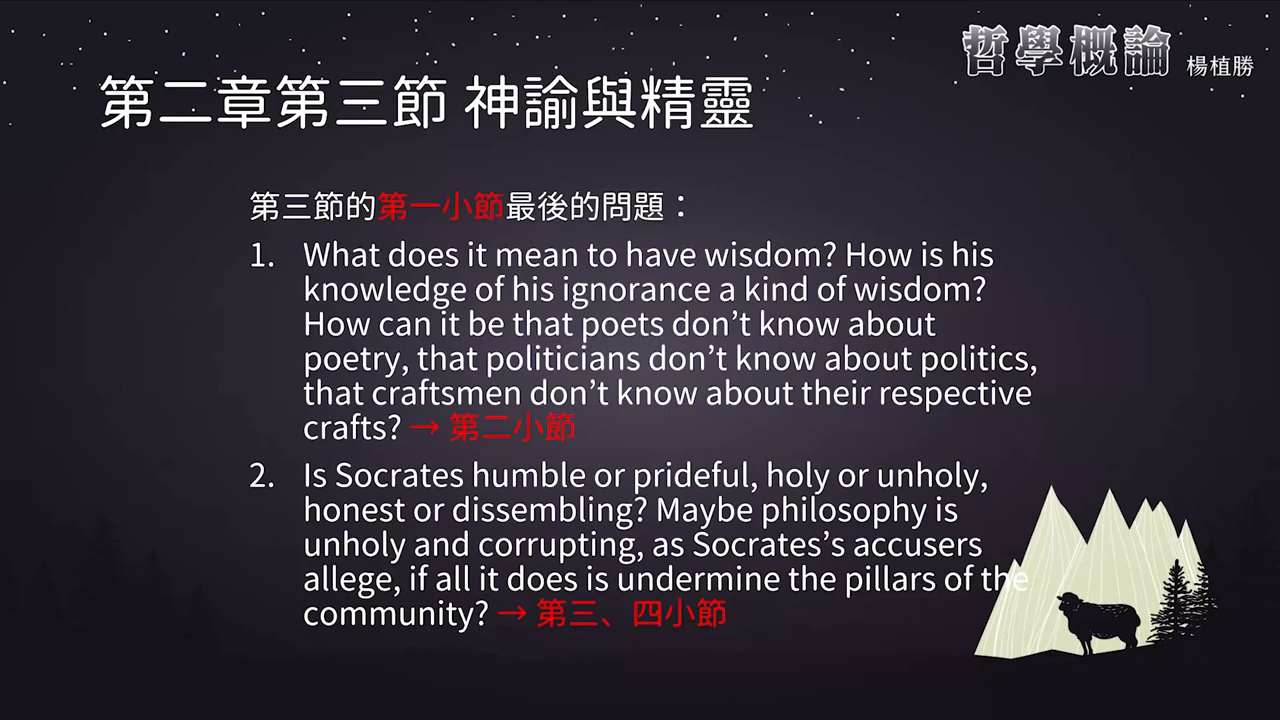 哲學概論 楊植勝
第二章第三節 神諭與精靈
第三節的第一小節最後的問題：
1. What does it mean to have wisdom? How is his
knowledge of his ignorance a kind of wisdom?
How can it be that poets don’t know about
poetry, that politicians don’t know about politics,
that craftsmen don’t know about their respective
crafts? → 第二小節
2. Is Socrates humble or prideful, holy or unholy,
honest or dissembling? Maybe philosophy is
unholy and corrupting, as Socrates’s accusers
allege, if all it does is undermine the pillars of the
community? → 第三、四小節